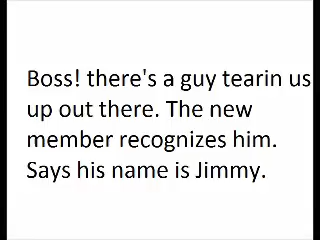 Boss! there's a guy tearin us
up out there. The new
member recognizes him.
Says his name is Jimmy.